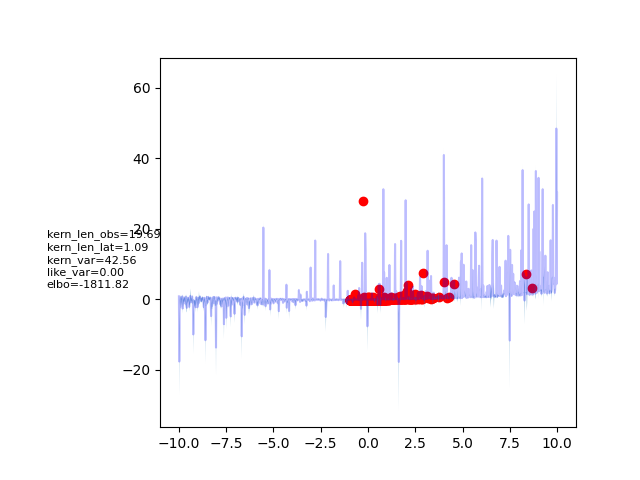 60
40
20
0
−20
kern_len_obs=19.69
kern_len_lat=1.09
kern_var=42.56
like_var=0.00
elbo=-1811.82
−10.0 −7.5 −5.0 −2.5 0.0 2.5 5.0 7.5 10.0